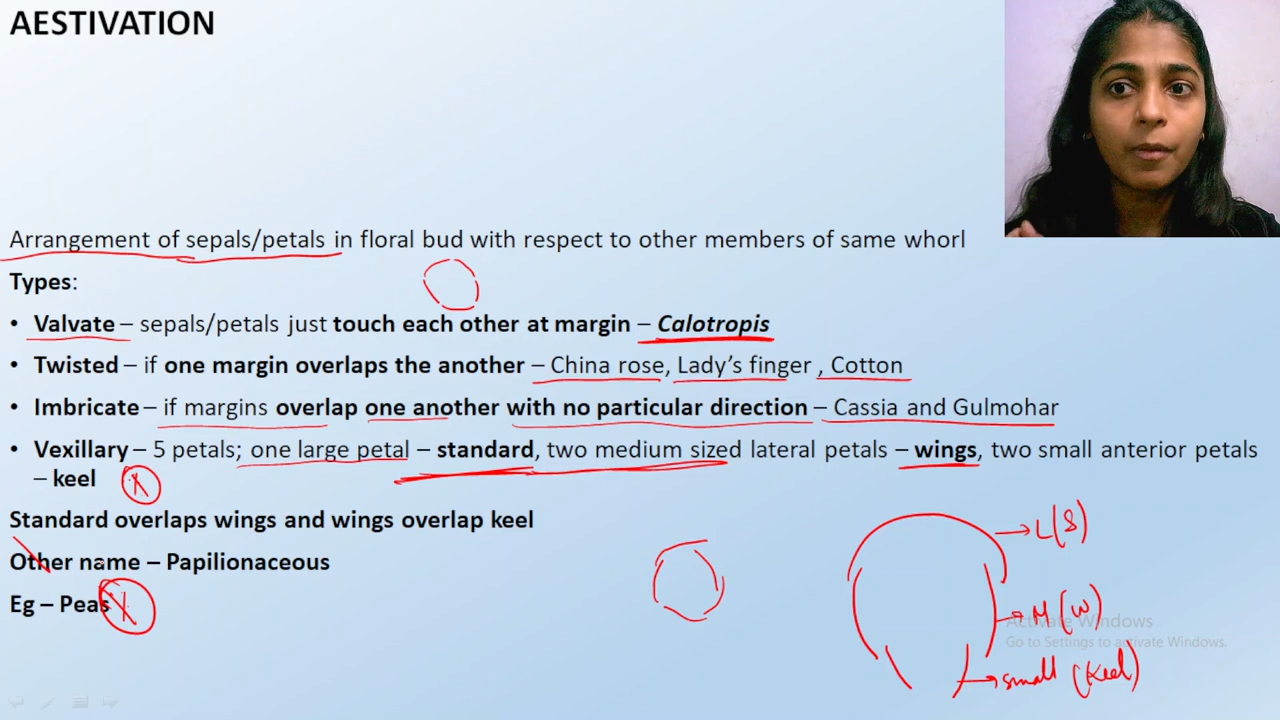 AESTIVATION
Arrangement of sepals/petals in floral bud with respect to other members of same whorl
Types:
• Valvate – sepals/petals just touch each other at margin – Calotropis
• Twisted – if one margin overlaps the another – China rose, Lady's finger , Cotton
• Imbricate – if margins overlap one another with no particular direction – Cassia and Gulmohar
• Vexillary – 5 petals; one large petal – standard, two medium sized lateral petals – wings, two small anterior petals
– keel
Standard overlaps wings and wings overlap keel
L(S)
Other name – Papilionaceous
Eg – Peas
M(W)
Activate Windows
Go to Settings to activate Windows.
small (Keel)